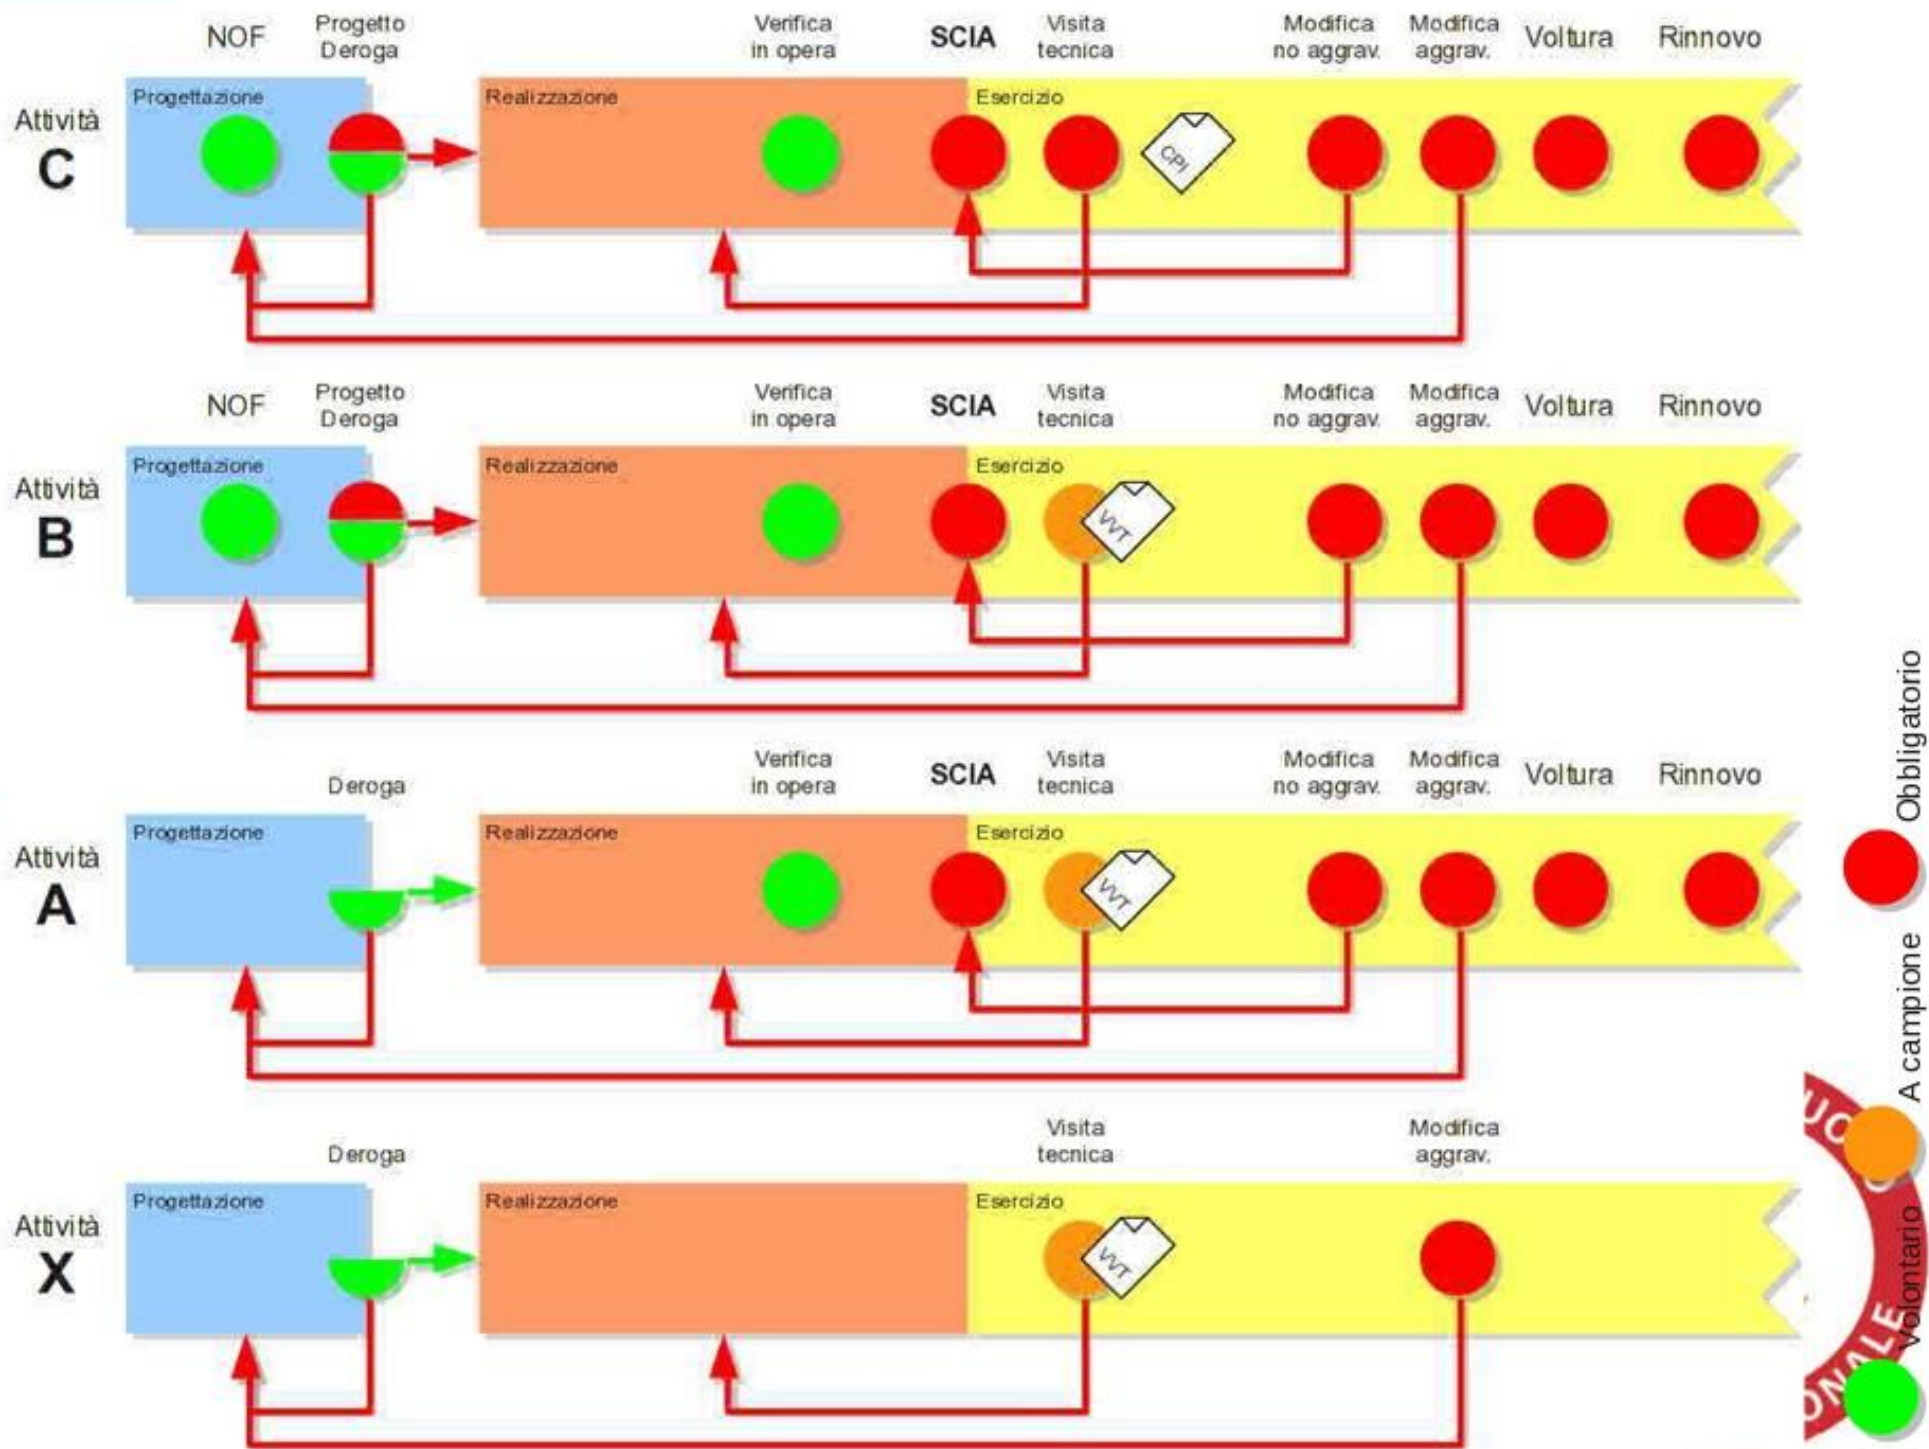 NOF
Progetto
Deroga
Verifica
in opera
SCIA
Visita
tecnica
Modifica
no aggrav.
Modifica
aggrav.
Voltura
Rinnovo
Attività
C
Progettazione
Realizzazione
Esercizio
CPI
NOF
Progetto
Deroga
Verifica
in opera
SCIA
Visita
tecnica
Modifica
no aggrav.
Modifica
aggrav.
Voltura
Rinnovo
Attività
B
Progettazione
Realizzazione
Esercizio
VVT
Deroga
Verifica
in opera
SCIA
Visita
tecnica
Modifica
no aggrav.
Modifica
aggrav.
Voltura
Rinnovo
Attività
A
Progettazione
Realizzazione
Esercizio
VVT
Deroga
Visita
tecnica
Modifica
aggrav.
Attività
X
Progettazione
Realizzazione
Esercizio
VVT
Obbligatorio
A campione
Volontario
UO
ONALE